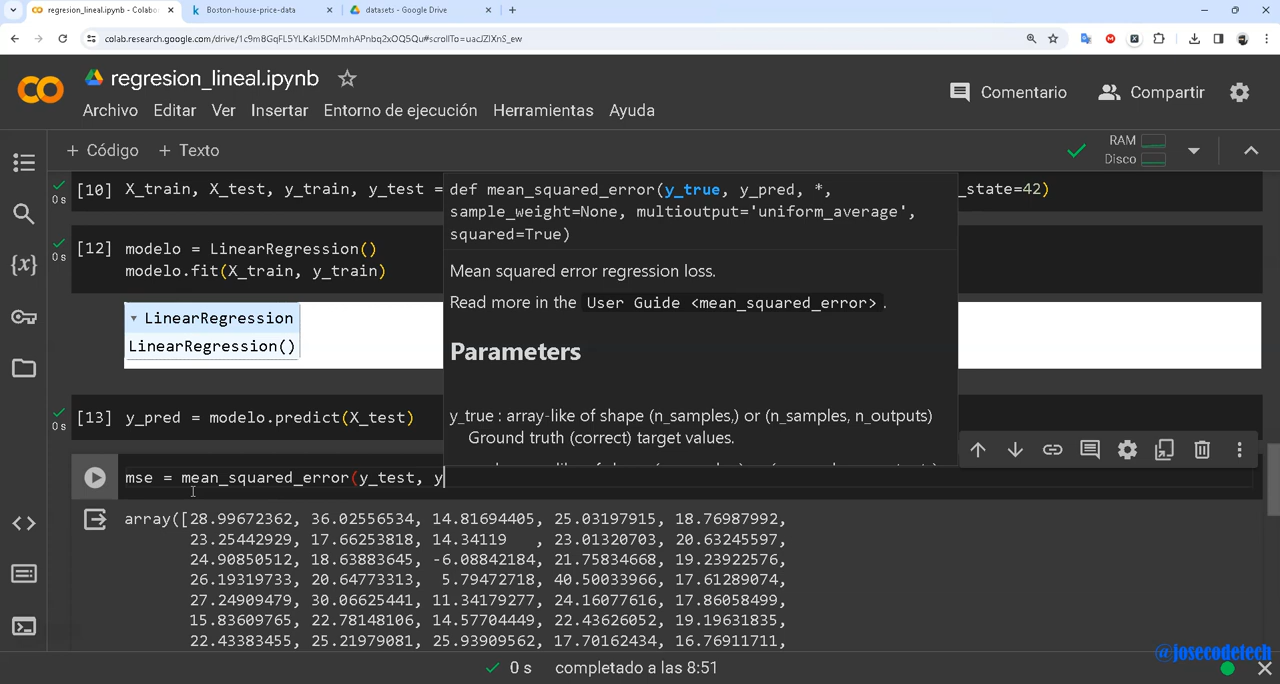 regresion_lineal.ipynb - Colabo
Boston-house-price-data
datasets - Google Drive
colab.research.google.com/drive/1c9m8GqFL5YLKakI5DMmhAPnbq2xOQ5Qu#scrollTo=uacJZIXnS_ew
CO
regresion_lineal.ipynb
Archivo Editar Ver Insertar Entorno de ejecución Herramientas Ayuda
Comentario Compartir
+ Código + Texto
RAM
Disco
[10] X_train, X_test, y_train, y_test = _state=42)
0 s
def mean_squared_error(y_true, y_pred, *,
sample_weight=None, multioutput='uniform_average',
squared=True)
Mean squared error regression loss.
Read more in the User Guide <mean_squared_error>.
Parameters
y_true : array-like of shape (n_samples,) or (n_samples, n_outputs)
Ground truth (correct) target values.
[12] modelo = LinearRegression()
0 s
modelo.fit(X_train, y_train)
LinearRegression
LinearRegression()
[13] y_pred = modelo.predict(X_test)
0 s
mse = mean_squared_error(y_test, y
array([28.99672362, 36.02556534, 14.81694405, 25.03197915, 18.76987992,
23.25442929, 17.66253818, 14.34119 , 23.01320703, 20.63245597,
24.90850512, 18.63883645, -6.08842184, 21.75834668, 19.23922576,
26.19319733, 20.64773313, 5.79472718, 40.50033966, 17.61289074,
27.24909479, 30.06625441, 11.34179277, 24.16077616, 17.86058499,
15.83609765, 22.78148106, 14.57704449, 22.43626052, 19.19631835,
22.43383455, 25.21979081, 25.93909562, 17.70162434, 16.76911711,
@josecodetech
0 s completado a las 8:51